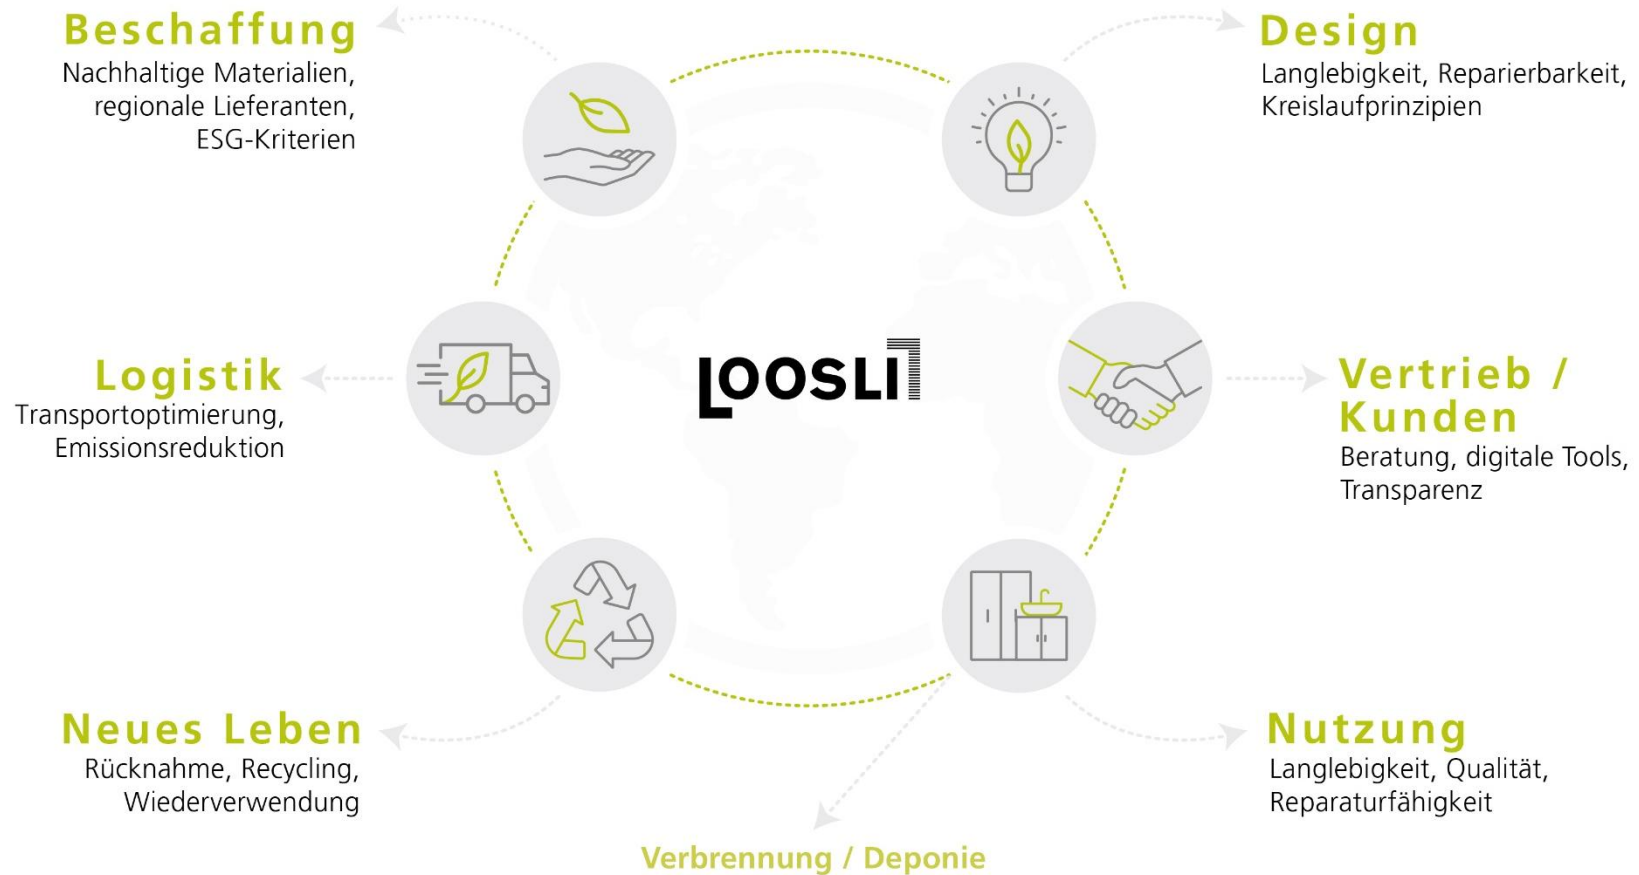 Beschaffung
Nachhaltige Materialien,
regionale Lieferanten,
ESG-Kriterien
Design
Langlebigkeit, Reparierbarkeit,
Kreislaufprinzipien
Logistik
Transportoptimierung,
Emissionsreduktion
LOOSLI
Vertrieb /
Kunden
Beratung, digitale Tools,
Transparenz
Neues Leben
Rücknahme, Recycling,
Wiederverwendung
Nutzung
Langlebigkeit, Qualität,
Reparaturfähigkeit
Verbrennung / Deponie